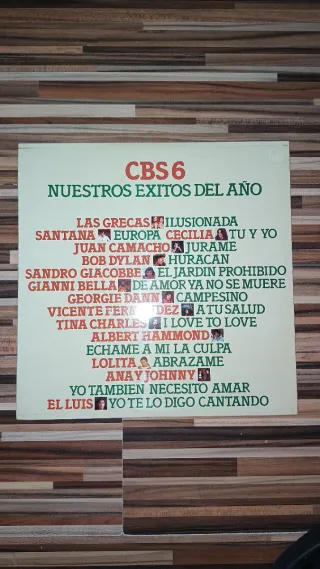 CBS 6
NUESTROS EXITOS DEL AÑO
LAS GRECAS ILUSIONADA
SANTANA EUROPA CECILIA TU Y YO
JUAN CAMACHO JURAME
BOB DYLAN HURACAN
SANDRO GIACOBBE EL JARDIN PROHIBIDO
GIANNI BELLA DE AMOR YA NO SE MUERE
GEORGIE DANN CAMPESINO
VICENTE FERNANDEZ A TU SALUD
TINA CHARLES I LOVE TO LOVE
ALBERT HAMMOND
ECHAME A MI LA CULPA
LOLITA ABRAZAME
ANA Y JOHNNY
YO TAMBIEN NECESITO AMAR
EL LUIS YO TE LO DIGO CANTANDO